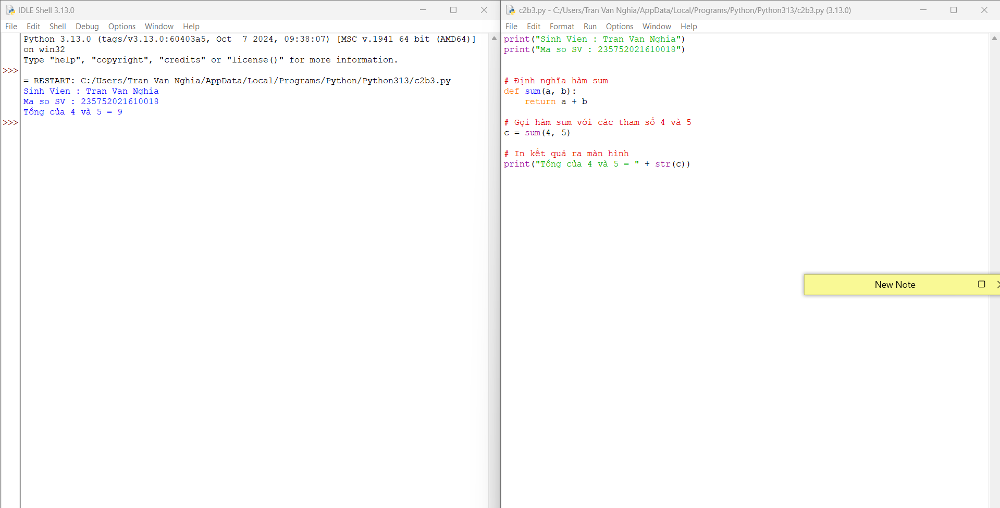 IDLE Shell 3.13.0
File Edit Shell Debug Options Window Help
Python 3.13.0 (tags/v3.13.0:60403a5, Oct  7 2024, 09:38:07) [MSC v.1941 64 bit (AMD64)]
on win32
Type "help", "copyright", "credits" or "license()" for more information.
>>>
= RESTART: C:/Users/Tran Van Nghia/AppData/Local/Programs/Python/Python313/c2b3.py
Sinh Vien : Tran Van Nghia
Ma so SV : 235752021610018
Tổng của 4 và 5 = 9
>>>
c2b3.py - C:/Users/Tran Van Nghia/AppData/Local/Programs/Python/Python313/c2b3.py (3.13.0)
File Edit Format Run Options Window Help
print("Sinh Vien : Tran Van Nghia")
print("Ma so SV : 235752021610018")
# Định nghĩa hàm sum
def sum(a, b):
    return a + b
# Gọi hàm sum với các tham số 4 và 5
c = sum(4, 5)
# In kết quả ra màn hình
print("Tổng của 4 và 5 = " + str(c))
New Note